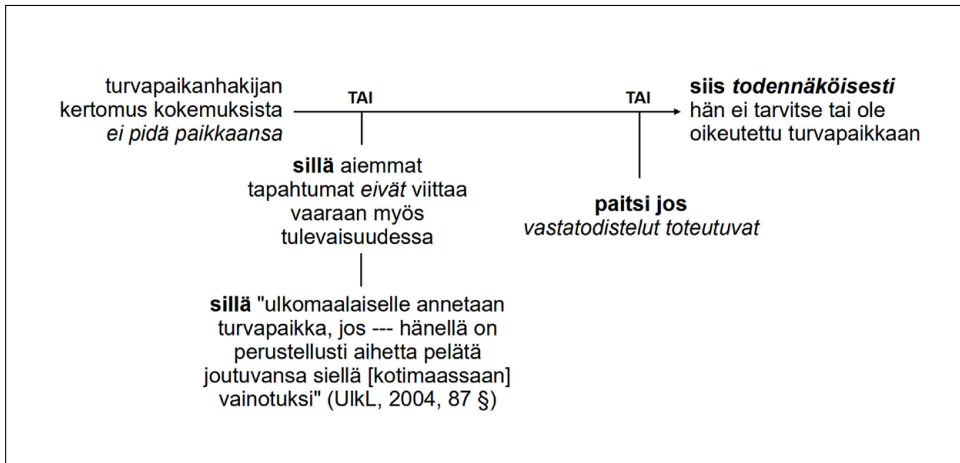 turvapaikanhakijan
kertomus kokemuksista
ei pidä paikkaansa
TAI
TAI
siis todennäköisesti
hän ei tarvitse tai ole
oikeutettu turvapaikkaan
sillä aiemmat
tapahtumat eivät viittaa
vaaraan myös
tulevaisuudessa
paitsi jos
vastatodistelut toteutuvat
sillä "ulkomaalaiselle annetaan
turvapaikka, jos --- hänellä on
perustellusti aihetta pelätä
joutuvansa siellä [kotimaassaan]
vainotuksi" (UlkL, 2004, 87 §)